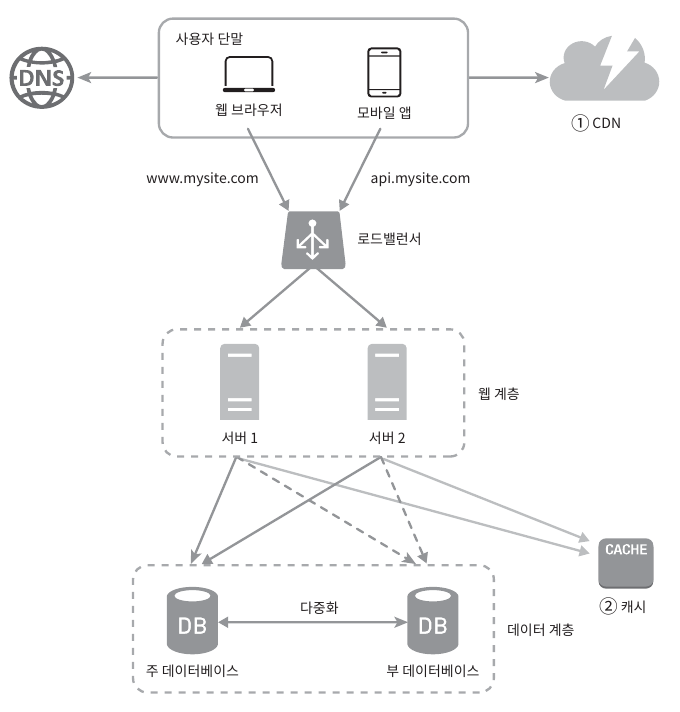 사용자 단말
DNS
웹 브라우저
모바일 앱
① CDN
www.mysite.com
api.mysite.com
로드밸런서
웹 계층
서버 1
서버 2
CACHE
② 캐시
다중화
DB
DB
데이터 계층
주 데이터베이스
부 데이터베이스